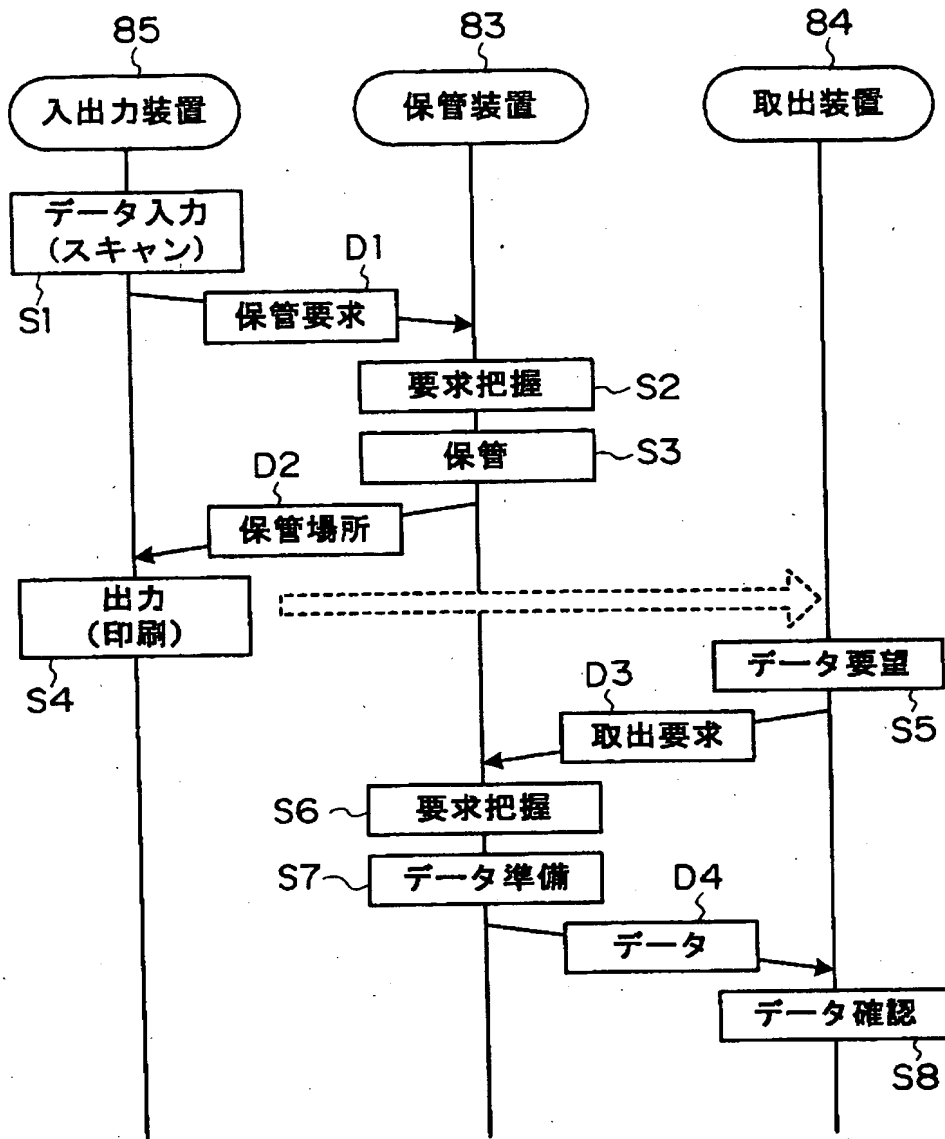 85
83
84
入出力装置
保管装置
取出装置
データ入力
(スキャン)
S1
D1
保管要求
要求把握
S2
保管
S3
D2
保管場所
出力
(印刷)
S4
データ要望
S5
D3
取出要求
S6
要求把握
S7
データ準備
D4
データ
データ確認
S8